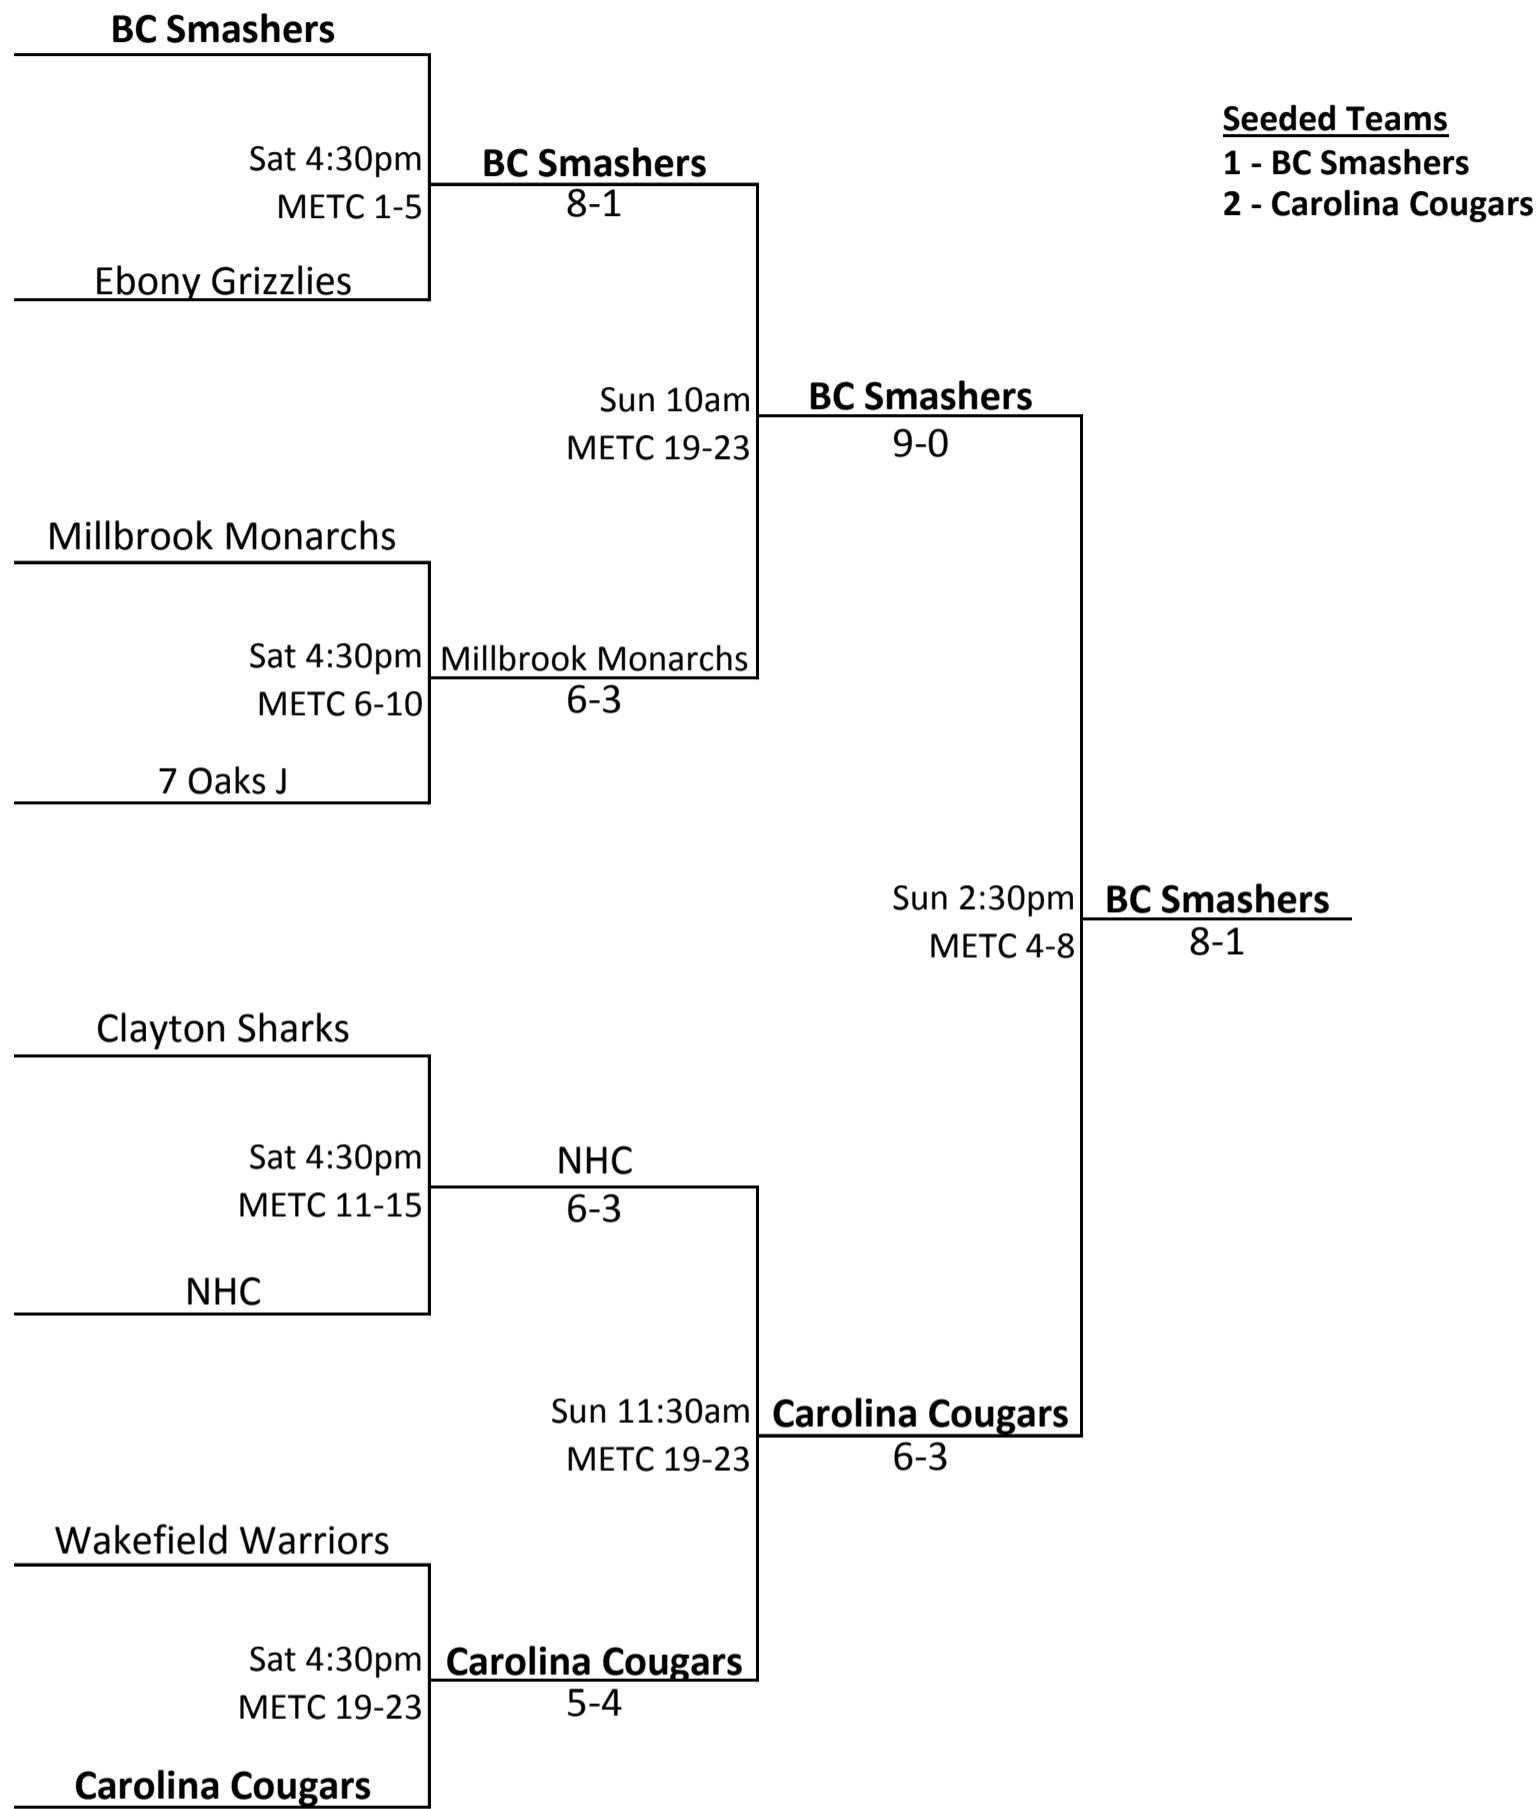 BC Smashers
Seeded Teams
1 - BC Smashers
2 - Carolina Cougars
Sat 4:30pm
METC 1-5
BC Smashers
8-1
Ebony Grizzlies
Sun 10am
METC 19-23
BC Smashers
9-0
Millbrook Monarchs
Sat 4:30pm
METC 6-10
Millbrook Monarchs
6-3
7 Oaks J
Sun 2:30pm
METC 4-8
BC Smashers
8-1
Clayton Sharks
Sat 4:30pm
METC 11-15
NHC
6-3
NHC
Sun 11:30am
METC 19-23
Carolina Cougars
6-3
Wakefield Warriors
Sat 4:30pm
METC 19-23
Carolina Cougars
5-4
Carolina Cougars